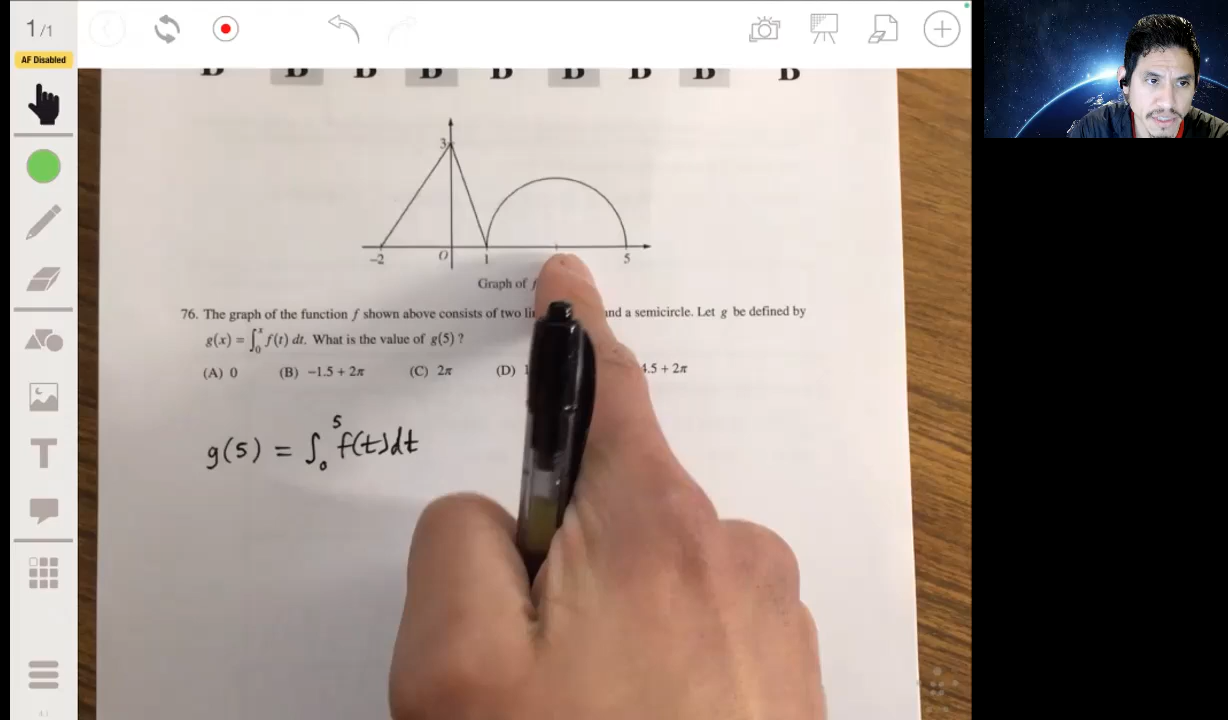 1/1
AF Disabled
T
D D D D D D D D D
3
-2 O 1 5
Graph of f
76. The graph of the function f shown above consists of two and a semicircle. Let g be defined by
g(x) = ∫₀ˣ f(t) dt. What is the value of g(5) ?
(A) 0 (B) −1.5 + 2π (C) 2π (D) 4.5 + 2π
g(5) = ∫₀⁵ f(t)dt